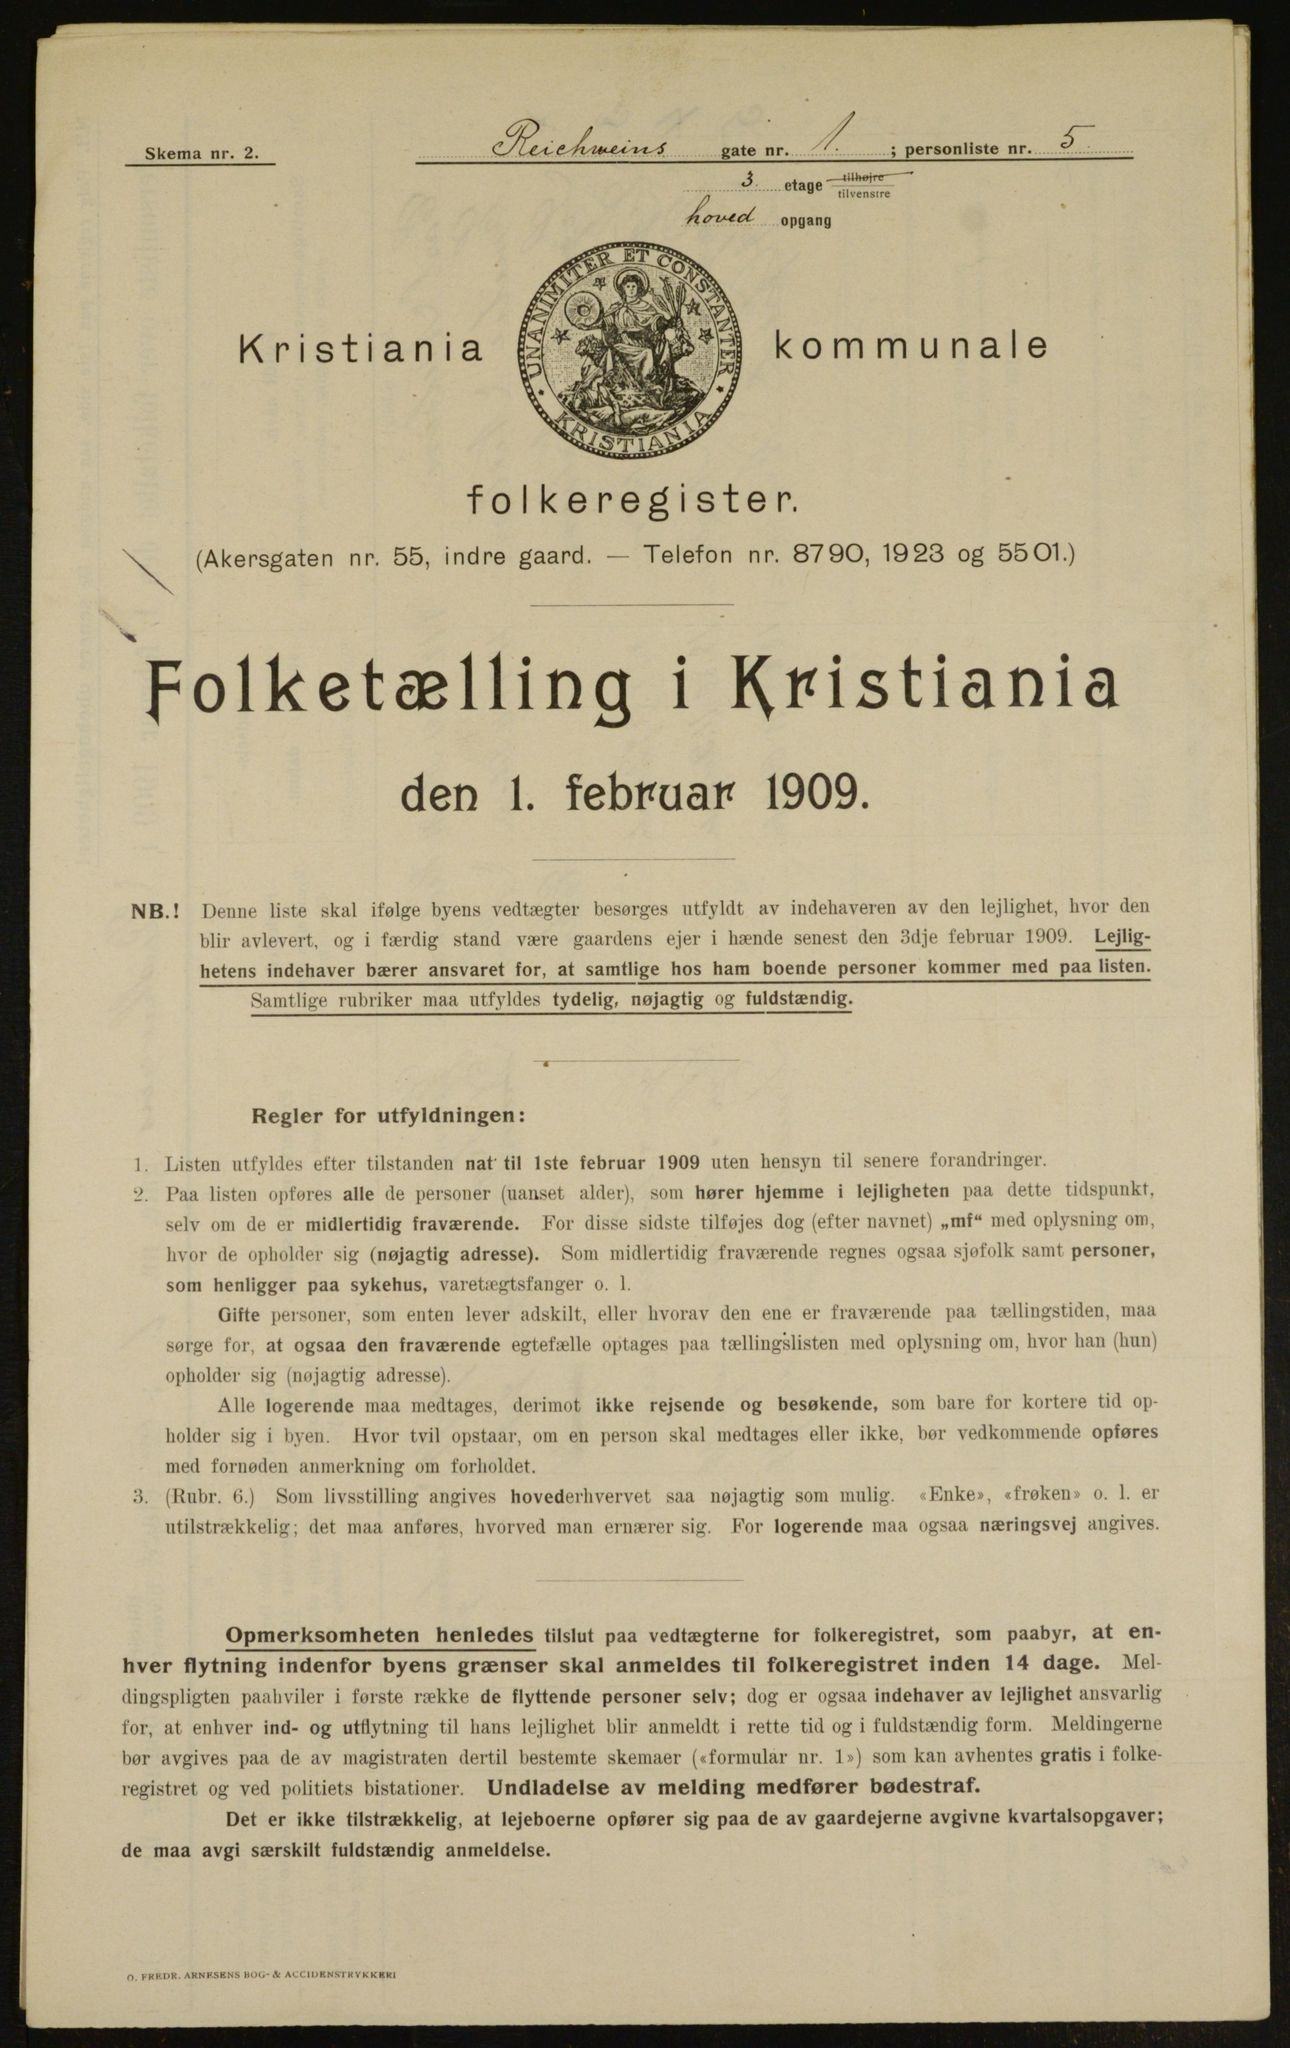 Skema nr. 2.
Reichweins gate nr. 1. ; personliste nr. 5
3. etage tilhøjre
tilvenstre
hoved opgang
UNANIMITER ET CONSTANTER
KRISTIANIA
Kristiania kommunale
folkeregister.
(Akersgaten nr. 55, indre gaard. — Telefon nr. 8790, 1923 og 5501.)
Folketælling i Kristiania
den 1. februar 1909.
NB.! Denne liste skal ifølge byens vedtægter besørges utfyldt av indehaveren av den lejlighet, hvor den
blir avlevert, og i færdig stand være gaardens ejer i hænde senest den 3dje februar 1909. Lejlig-
hetens indehaver bærer ansvaret for, at samtlige hos ham boende personer kommer med paa listen.
Samtlige rubriker maa utfyldes tydelig, nøjagtig og fuldstændig.
Regler for utfyldningen:
1. Listen utfyldes efter tilstanden nat til 1ste februar 1909 uten hensyn til senere forandringer.
2. Paa listen opføres alle de personer (uanset alder), som hører hjemme i lejligheten paa dette tidspunkt,
selv om de er midlertidig fraværende. For disse sidste tilføjes dog (efter navnet) „mf“ med oplysning om,
hvor de opholder sig (nøjagtig adresse). Som midlertidig fraværende regnes ogsaa sjøfolk samt personer,
som henligger paa sykehus, varetægtsfanger o. l.
Gifte personer, som enten lever adskilt, eller hvorav den ene er fraværende paa tællingstiden, maa
sørge for, at ogsaa den fraværende egtefælle optages paa tællingslisten med oplysning om, hvor han (hun)
opholder sig (nøjagtig adresse).
Alle logerende maa medtages, derimot ikke rejsende og besøkende, som bare for kortere tid op-
holder sig i byen. Hvor tvil opstaar, om en person skal medtages eller ikke, bør vedkommende opføres
med fornøden anmerkning om forholdet.
3. (Rubr. 6.) Som livsstilling angives hovederhvervet saa nøjagtig som mulig. «Enke», «frøken» o. l. er
utilstrækkelig; det maa anføres, hvorved man ernærer sig. For logerende maa ogsaa næringsvej angives.
Opmerksomheten henledes tilslut paa vedtægterne for folkeregistret, som paabyr, at en-
hver flytning indenfor byens grænser skal anmeldes til folkeregistret inden 14 dage. Mel-
dingspligten paahviler i første række de flyttende personer selv; dog er ogsaa indehaver av lejlighet ansvarlig
for, at enhver ind- og utflytning til hans lejlighet blir anmeldt i rette tid og i fuldstændig form. Meldingerne
bør avgives paa de av magistraten dertil bestemte skemaer («formular nr. 1») som kan avhentes gratis i folke-
registret og ved politiets bistationer. Undladelse av melding medfører bødestraf.
Det er ikke tilstrækkelig, at lejeboerne opfører sig paa de av gaardejerne avgivne kvartalsopgaver;
de maa avgi særskilt fuldstændig anmeldelse.
O. FREDR. ARNESENS BOG- & ACCIDENSTRYKKERI